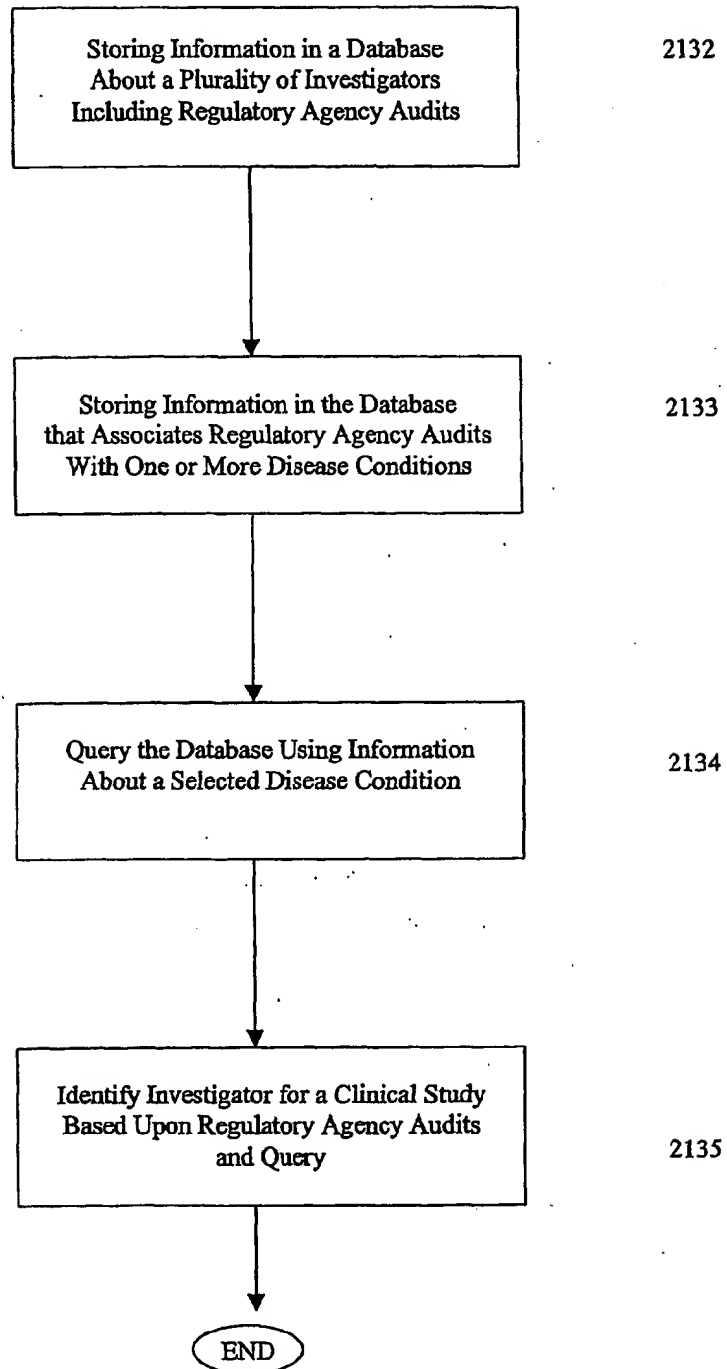 Storing Information in a Database
About a Plurality of Investigators
Including Regulatory Agency Audits
2132
Storing Information in the Database
that Associates Regulatory Agency Audits
With One or More Disease Conditions
2133
Query the Database Using Information
About a Selected Disease Condition
2134
Identify Investigator for a Clinical Study
Based Upon Regulatory Agency Audits
and Query
2135
END